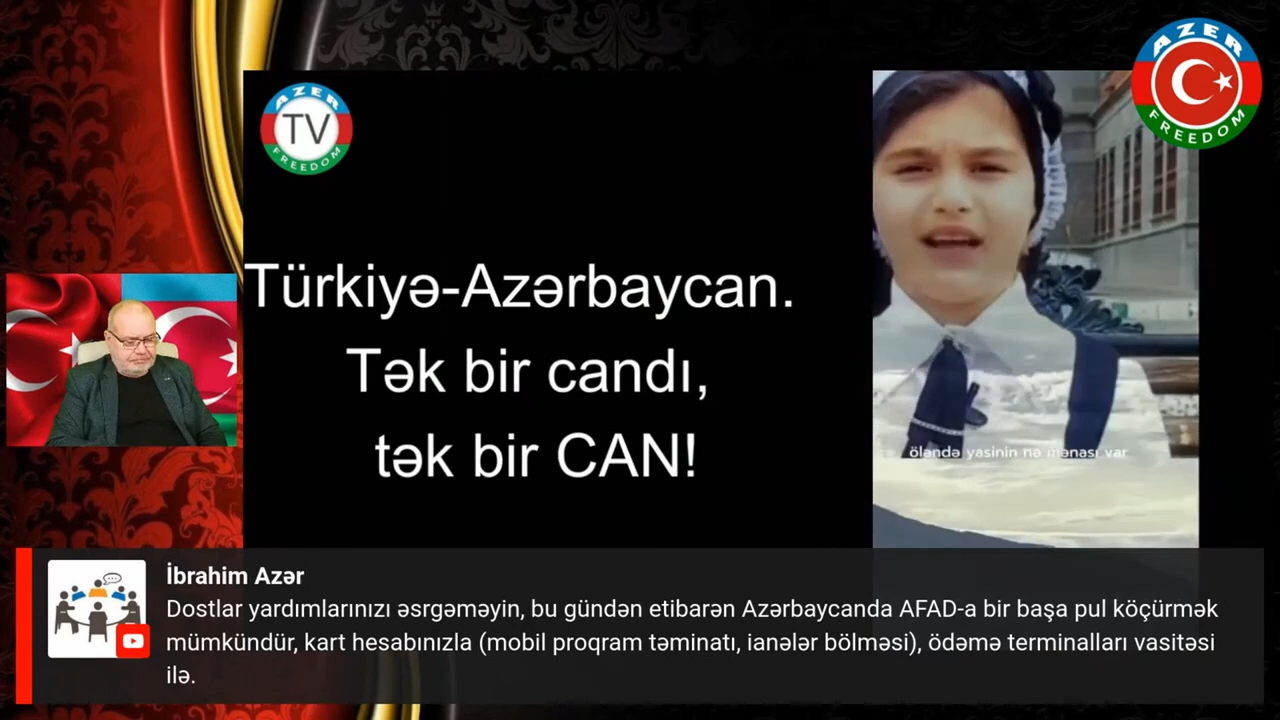 AZER
FREEDOM
AZER
TV
FREEDOM
Türkiyə-Azərbaycan.
Tək bir candı,
tək bir CAN!
öləndə yasinin nə mənası var
İbrahim Azər
Dostlar yardımlarınızı əsrgəməyin, bu gündən etibarən Azərbaycanda AFAD-a bir başa pul köçürmək
mümkündür, kart hesabınızla (mobil proqram təminatı, ianələr bölməsi), ödəmə terminalları vasitəsi
ilə.